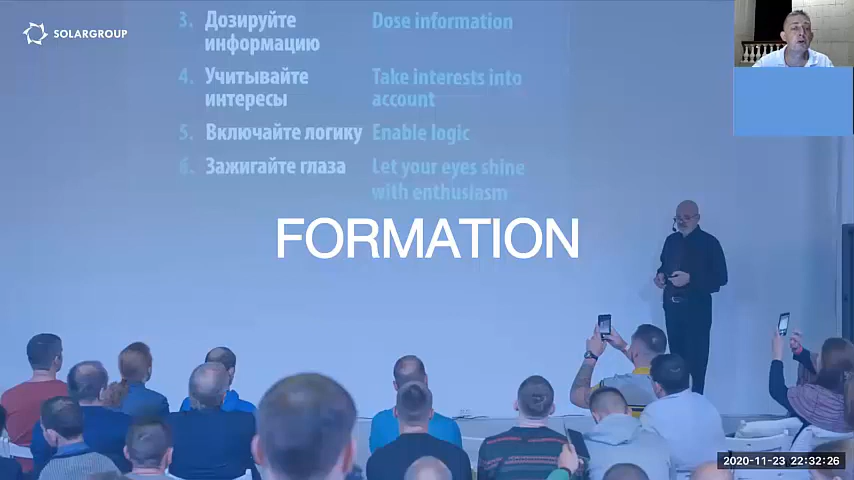 SOLARGROUP
3. Дозируйте информацию
Dose information
4. Учитывайте интересы
Take interests into account
5. Включайте логику
Enable logic
6. Зажигайте глаза
Let your eyes shine with enthusiasm
FORMATION
2020-11-23 22:32:26